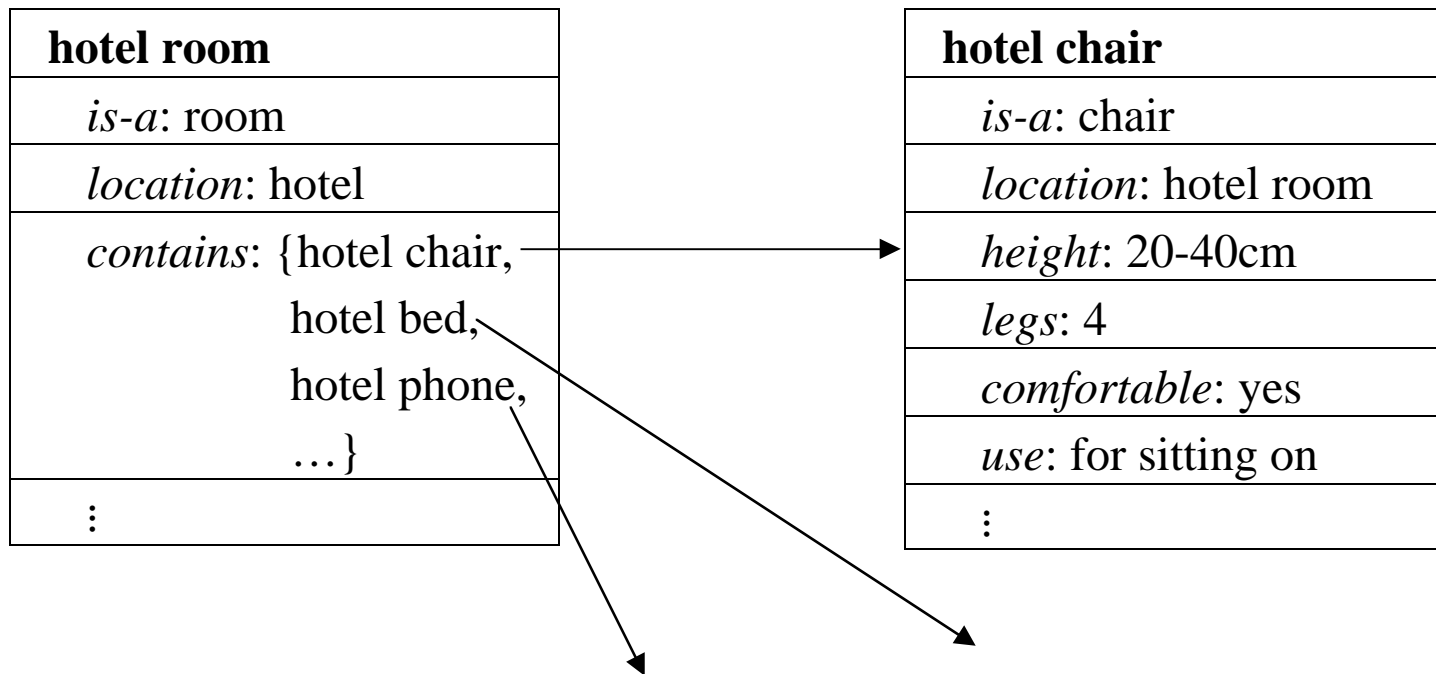 hotel room
is-a: room
location: hotel
contains: {hotel chair,
hotel bed,
hotel phone,
…}
⋮
hotel chair
is-a: chair
location: hotel room
height: 20-40cm
legs: 4
comfortable: yes
use: for sitting on
⋮